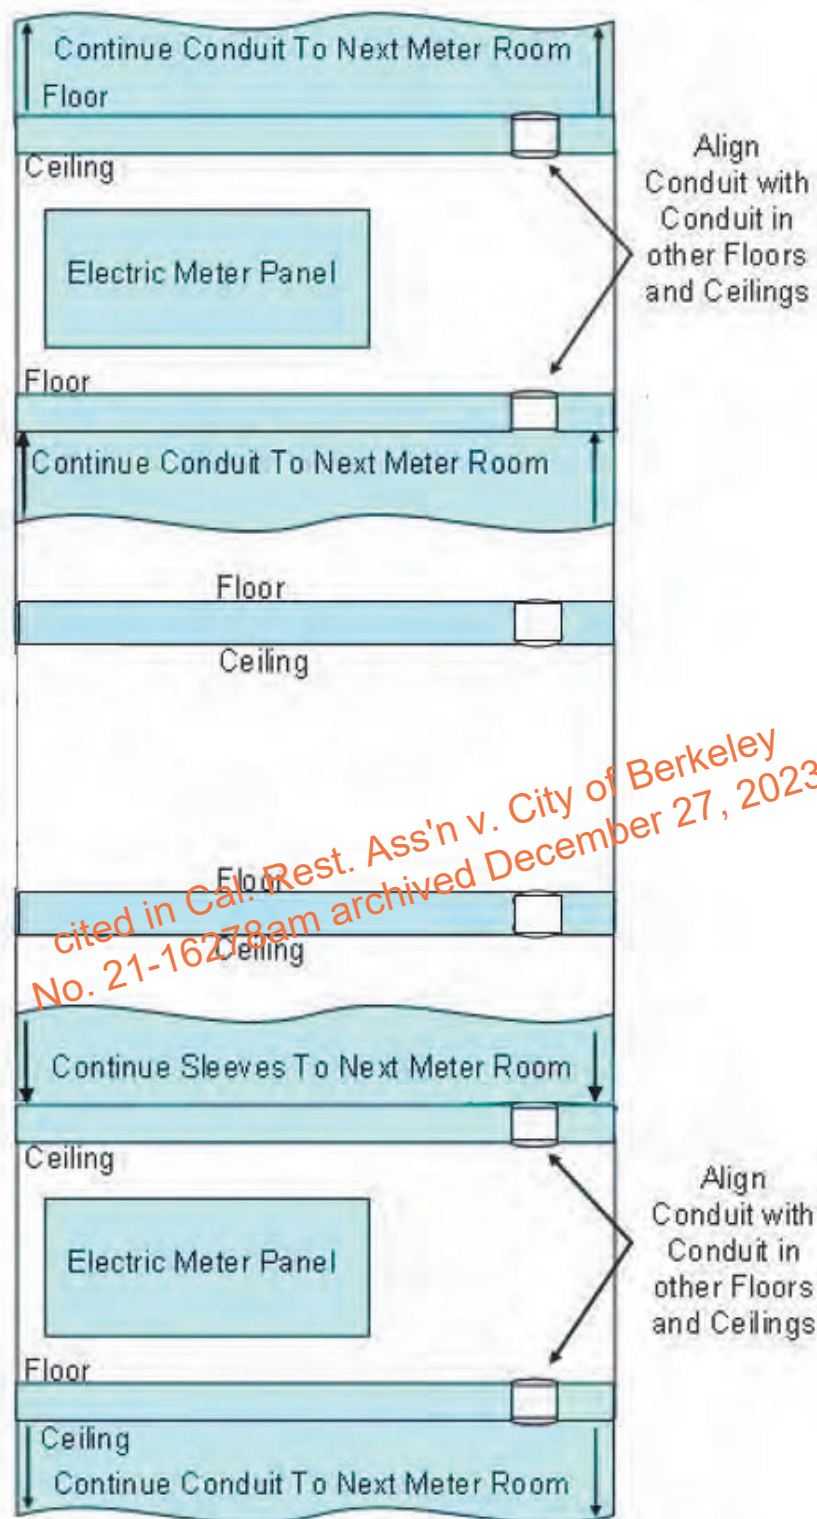 Continue Conduit To Next Meter Room
Floor
Ceiling
Align
Conduit with
Conduit in
other Floors
and Ceilings
Electric Meter Panel
Floor
Continue Conduit To Next Meter Room
Floor
Ceiling
cited in Cal. Rest. Ass'n v. City of Berkeley
No. 21-16278am archived December 27, 2023
Floor
Ceiling
Continue Sleeves To Next Meter Room
Ceiling
Align
Conduit with
Conduit in
other Floors
and Ceilings
Electric Meter Panel
Floor
Ceiling
Continue Conduit To Next Meter Room